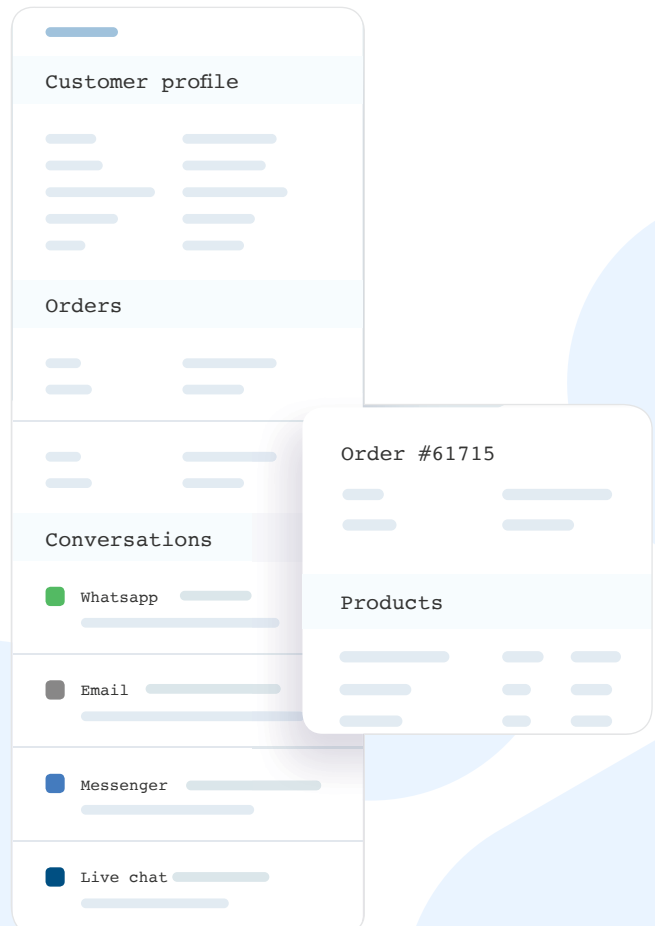 Customer profile
Orders
Order #61715
Products
Conversations
Whatsapp
Email
Messenger
Live chat